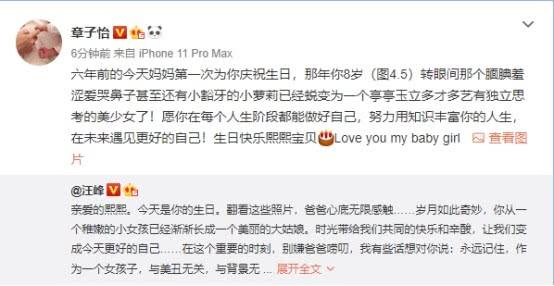 章子怡
6分钟前 来自 iPhone 11 Pro Max
六年前的今天妈妈第一次为你庆祝生日，那年你8岁（图4.5）转眼间那个腼腆羞
涩爱哭鼻子甚至还有小豁牙的小萝莉已经蜕变为一个亭亭玉立多才多艺有独立思
考的美少女了！愿你在每个人生阶段都能做好自己，努力用知识丰富你的人生，
在未来遇见更好的自己！生日快乐熙熙宝贝🎂Love you my baby girl 查看图
片
@汪峰
亲爱的熙熙。今天是你的生日。翻看这些照片，爸爸心底无限感触……岁月如此奇妙，你从一
个稚嫩的小女孩已经渐渐长成一个美丽的大姑娘。时光带给我们共同的快乐和辛酸，让我们变
成今天更好的自己……在这个重要的时刻，别嫌爸爸唠叨，我有些话想对你说：永远记住，作
为一个女孩子，与美丑无关，与背景无 ... 展开全文